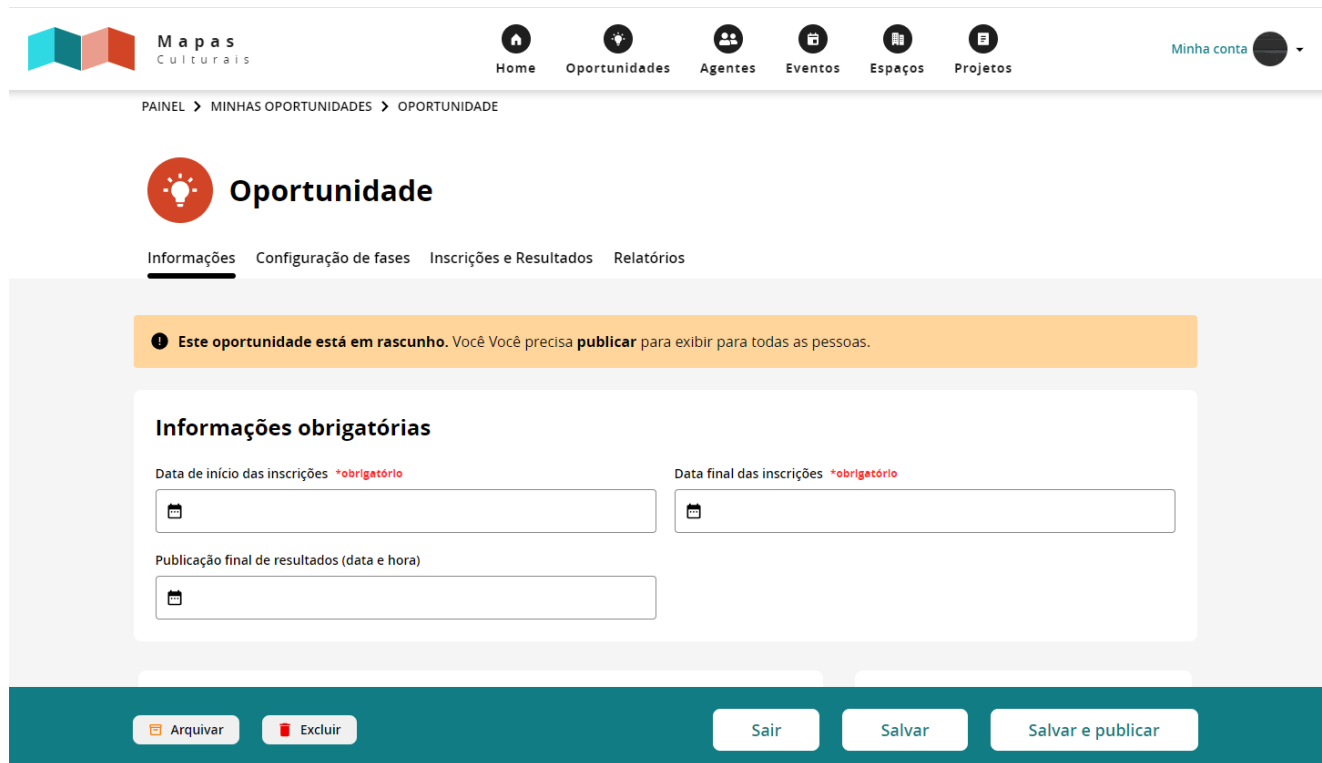 Mapas
Culturais
Home Oportunidades Agentes Eventos Espaços Projetos
Minha conta
PAINEL > MINHAS OPORTUNIDADES > OPORTUNIDADE
Oportunidade
Informações Configuração de fases Inscrições e Resultados Relatórios
Este oportunidade está em rascunho. Você Você precisa publicar para exibir para todas as pessoas.
Informações obrigatórias
Data de início das inscrições *obrigatório Data final das inscrições *obrigatório
Publicação final de resultados (data e hora)
Arquivar Excluir Sair Salvar Salvar e publicar